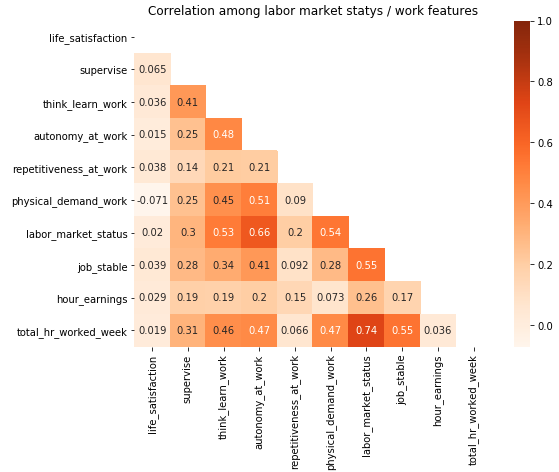 Correlation among labor market statys / work features
life_satisfaction
supervise 0.065
think_learn_work 0.036 0.41
autonomy_at_work 0.015 0.25 0.48
repetitiveness_at_work 0.038 0.14 0.21 0.21
physical_demand_work -0.071 0.25 0.45 0.51 0.09
labor_market_status 0.02 0.3 0.53 0.66 0.2 0.54
job_stable 0.039 0.28 0.34 0.41 0.092 0.28 0.55
hour_earnings 0.029 0.19 0.19 0.2 0.15 0.073 0.26 0.17
total_hr_worked_week 0.019 0.31 0.46 0.47 0.066 0.47 0.74 0.55 0.036
life_satisfaction
supervise
think_learn_work
autonomy_at_work
repetitiveness_at_work
physical_demand_work
labor_market_status
job_stable
hour_earnings
total_hr_worked_week
1.0
0.8
0.6
0.4
0.2
0.0